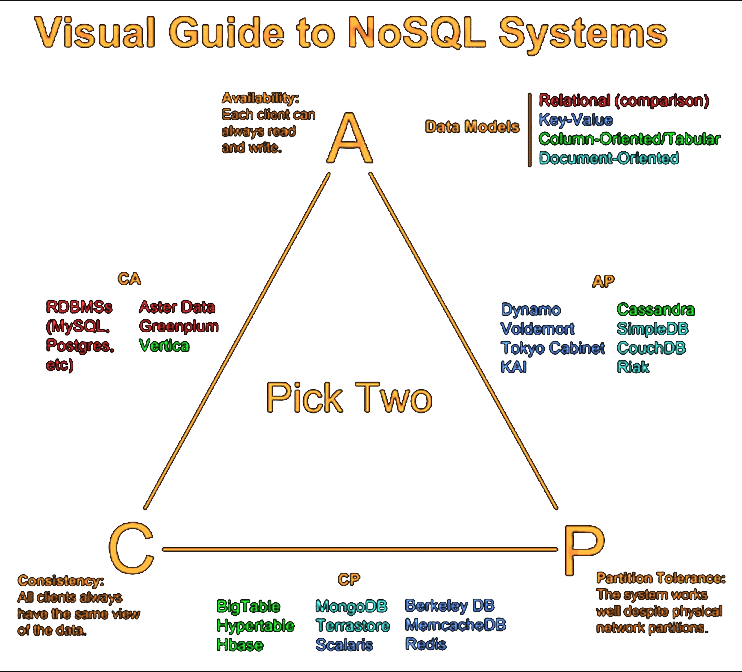 Visual Guide to NoSQL Systems
Availability:
Each client can
always read
and write.
A
Data Models
Relational (comparison)
Key-Value
Column-Oriented/Tabular
Document-Oriented
CA
RDBMSs
(MySQL,
Postgres,
etc)
Aster Data
Greenplum
Vertica
AP
Dynamo
Voldemort
Tokyo Cabinet
KAI
Cassandra
SimpleDB
CouchDB
Riak
Pick Two
C
Consistency:
All clients always
have the same view
of the data.
CP
BigTable
Hypertable
Hbase
MongoDB
Terrastore
Scalaris
Berkeley DB
MemcacheDB
Redis
P
Partition Tolerance:
The system works
well despite physical
network partitions.